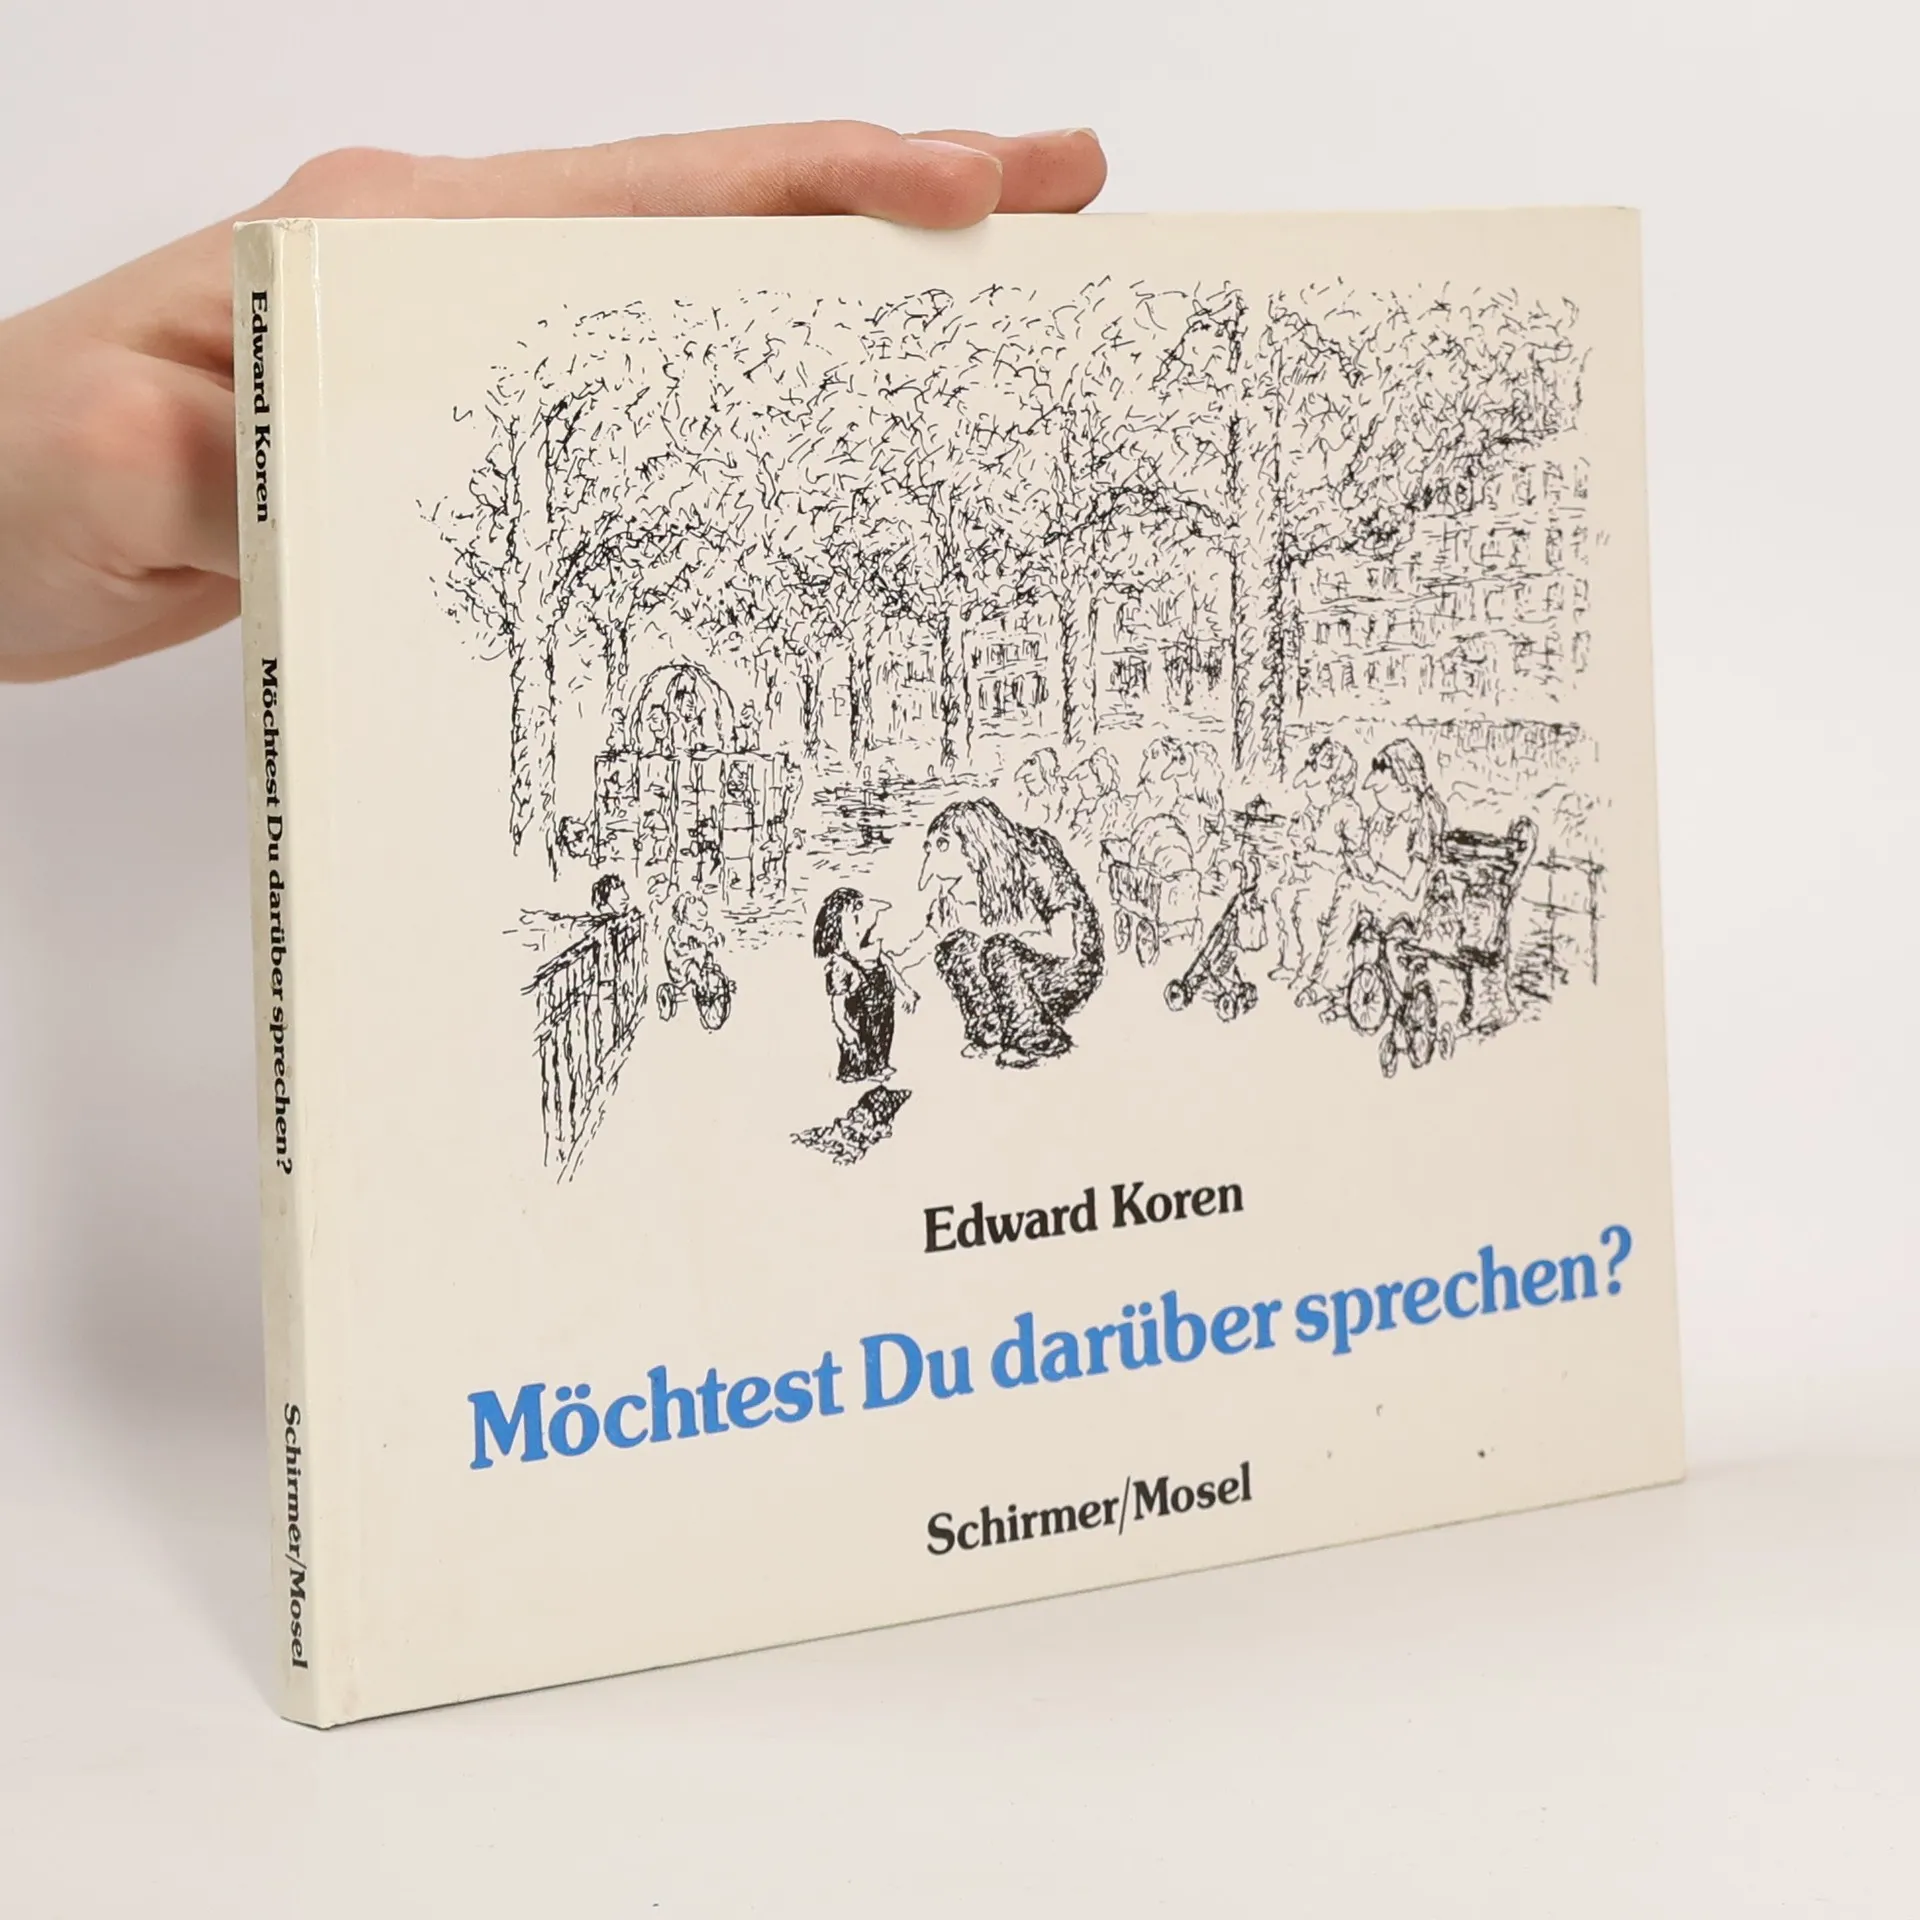 Edward Koren
Möchtest Du darüber sprechen?
Schirmer/Mosel
Edward Koren
Möchtest Du darüber sprechen?
Schirmer/Mosel